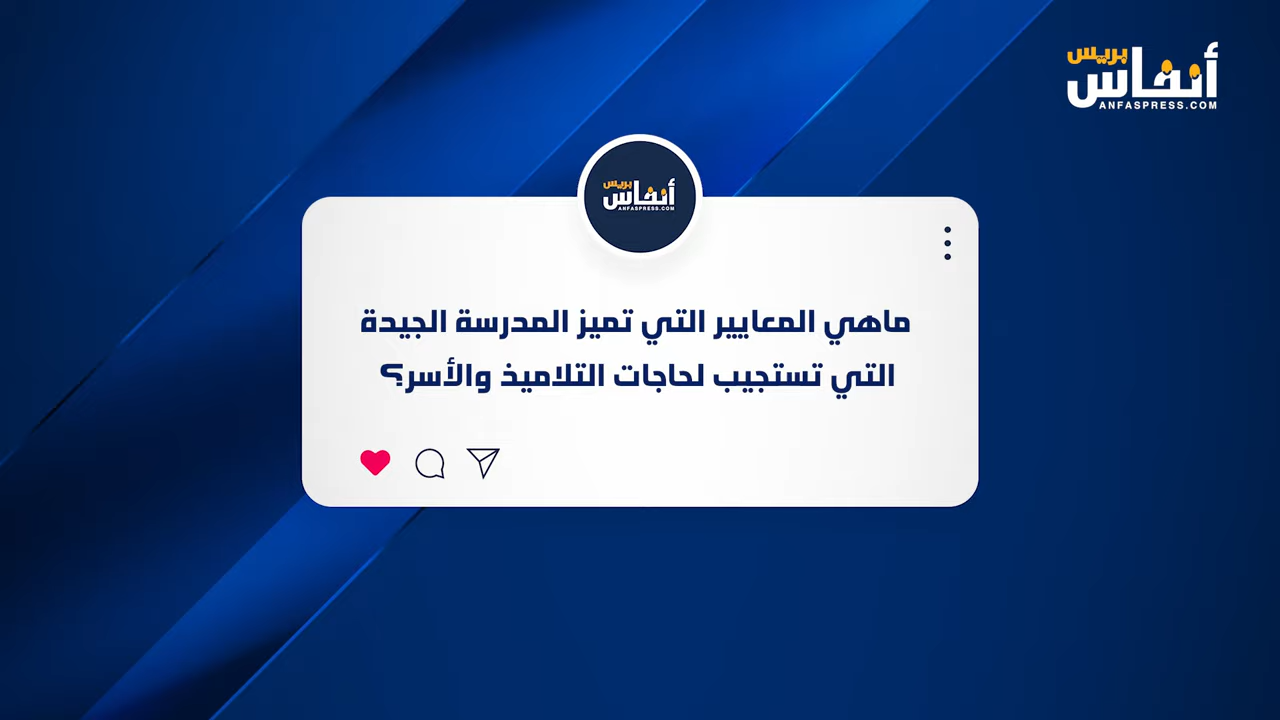 أنفاس بريس
ANFASPRESS.COM
أنفاس بريس
ANFASPRESS.COM
ماهي المعايير التي تميز المدرسة الجيدة
التي تستجيب لحاجات التلاميذ والأسر؟